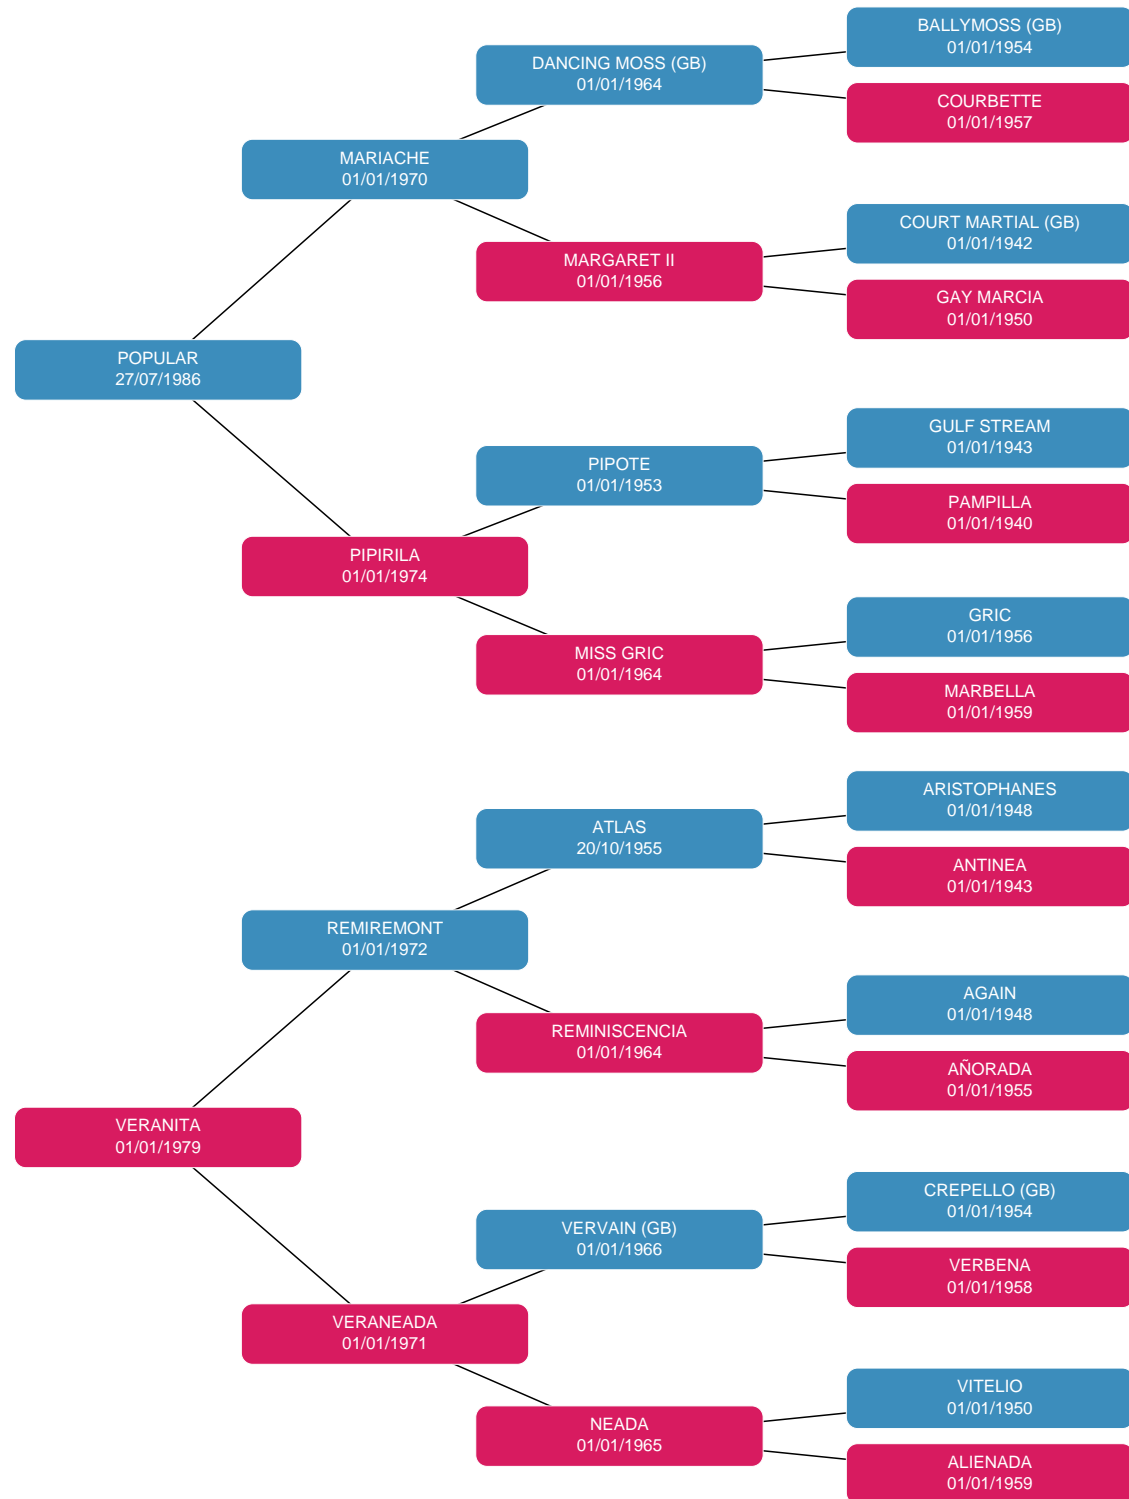 BALLYMOSS (GB)
01/01/1954
DANCING MOSS (GB)
01/01/1964
COURBETTE
01/01/1957
MARIACHE
01/01/1970
COURT MARTIAL (GB)
01/01/1942
MARGARET II
01/01/1956
GAY MARCIA
01/01/1950
POPULAR
27/07/1986
GULF STREAM
01/01/1943
PIPOTE
01/01/1953
PAMPILLA
01/01/1940
PIPIRILA
01/01/1974
GRIC
01/01/1956
MISS GRIC
01/01/1964
MARBELLA
01/01/1959
ARISTOPHANES
01/01/1948
ATLAS
20/10/1955
ANTINEA
01/01/1943
REMIREMONT
01/01/1972
AGAIN
01/01/1948
REMINISCENCIA
01/01/1964
AÑORADA
01/01/1955
VERANITA
01/01/1979
CREPELLO (GB)
01/01/1954
VERVAIN (GB)
01/01/1966
VERBENA
01/01/1958
VERANEADA
01/01/1971
VITELIO
01/01/1950
NEADA
01/01/1965
ALIENADA
01/01/1959